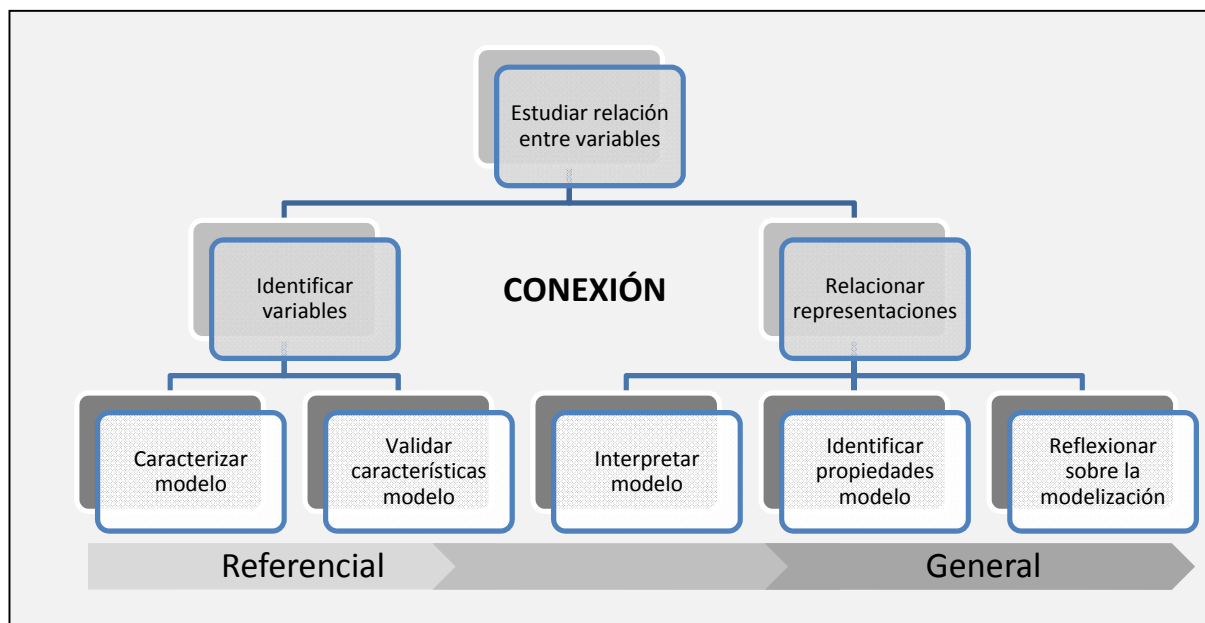 Estudiar relación
entre variables
Identificar
variables
CONEXIÓN
Relacionar
representaciones
Caracterizar
modelo
Validar
características
modelo
Interpretar
modelo
Identificar
propiedades
modelo
Reflexionar
sobre la
modelización
Referencial
General